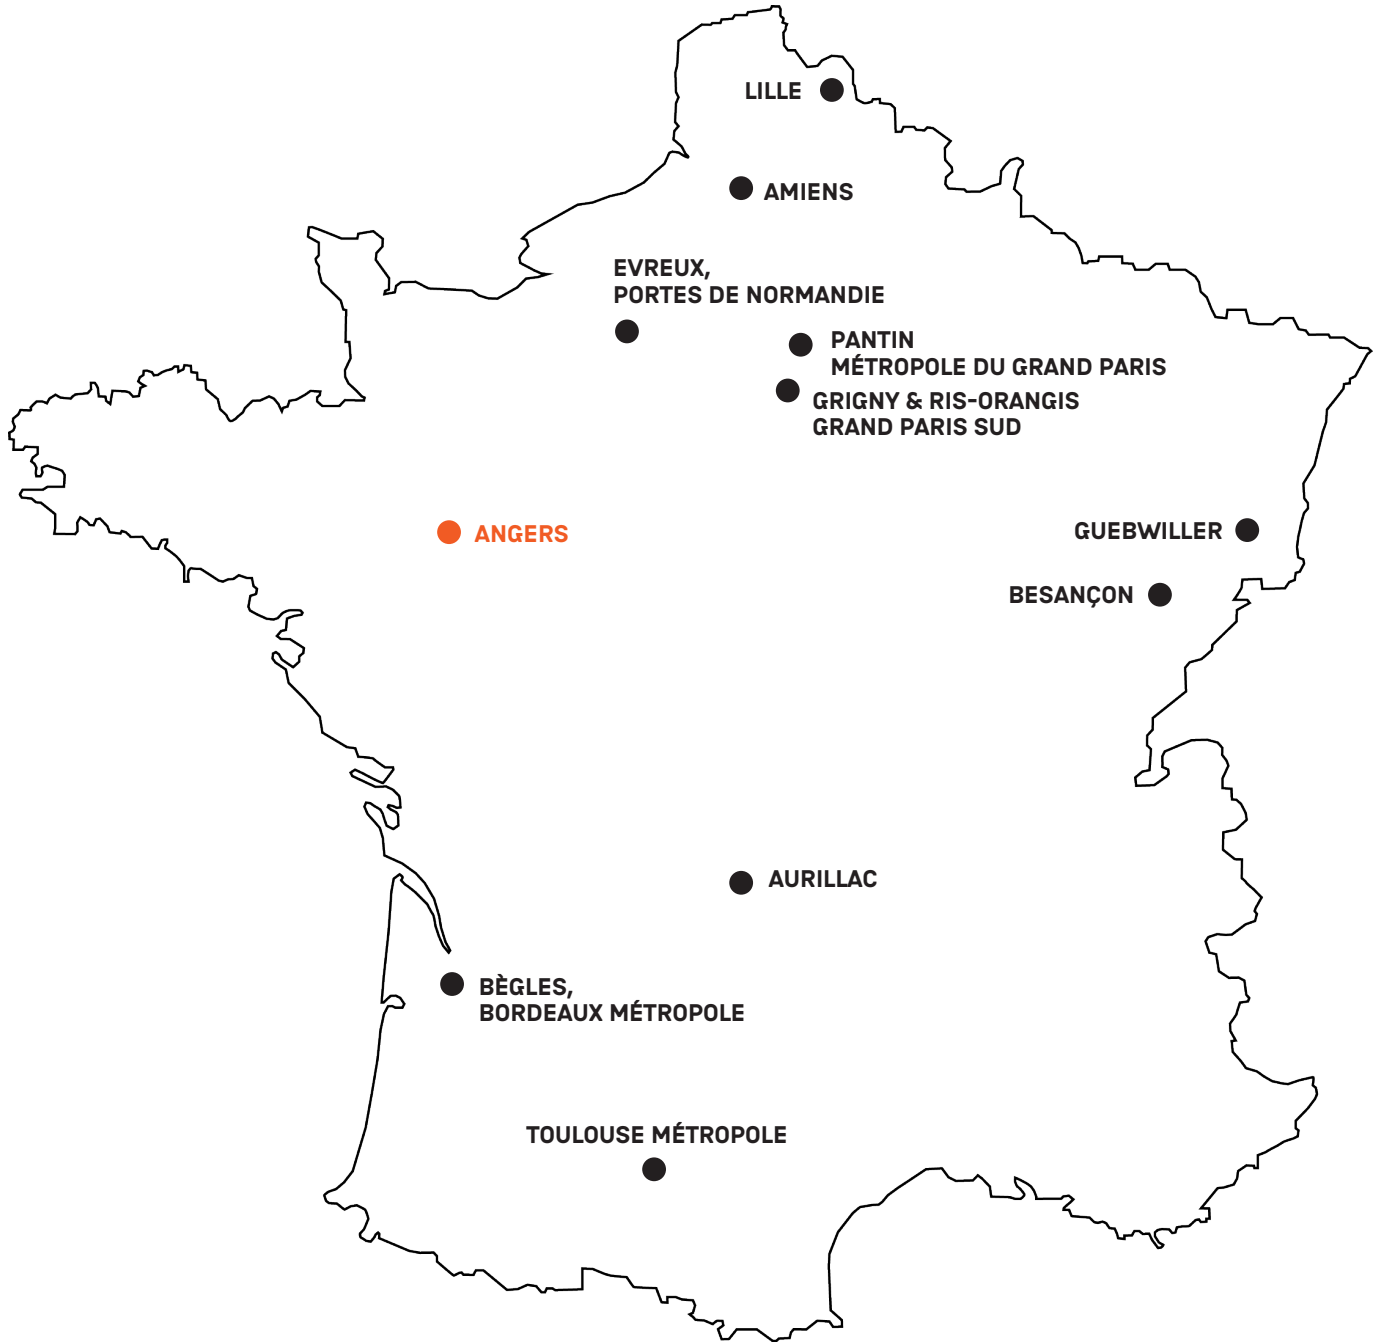 LILLE
AMIENS
EVREUX,
PORTES DE NORMANDIE
PANTIN
MÉTROPOLE DU GRAND PARIS
GRIGNY & RIS-ORANGIS
GRAND PARIS SUD
ANGERS
GUEBWILLER
BESANÇON
AURILLAC
BÈGLES,
BORDEAUX MÉTROPOLE
TOULOUSE MÉTROPOLE